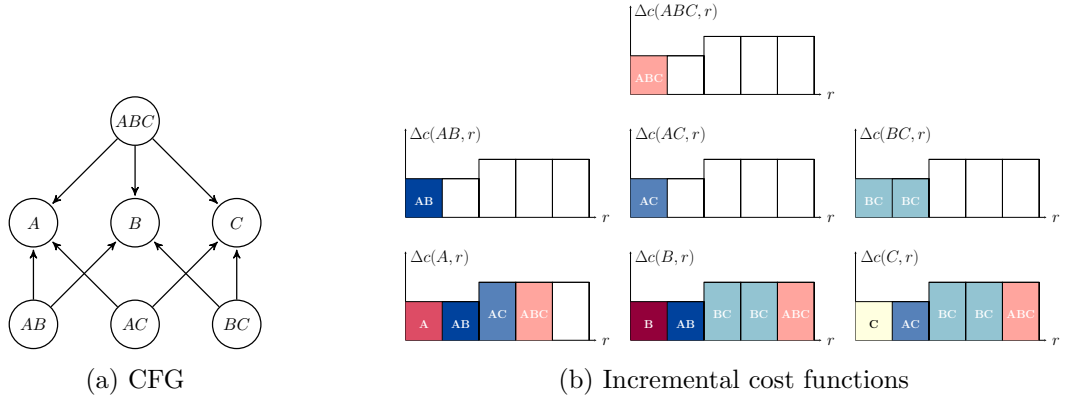 ABC
A B C
AB AC BC
(a) CFG
Δc(ABC, r)
ABC
r
Δc(AB, r) Δc(AC, r) Δc(BC, r)
AB AC BC BC
r r r
Δc(A, r) Δc(B, r) Δc(C, r)
A AB AC ABC B AB BC BC ABC C AC BC BC ABC
r r r
(b) Incremental cost functions